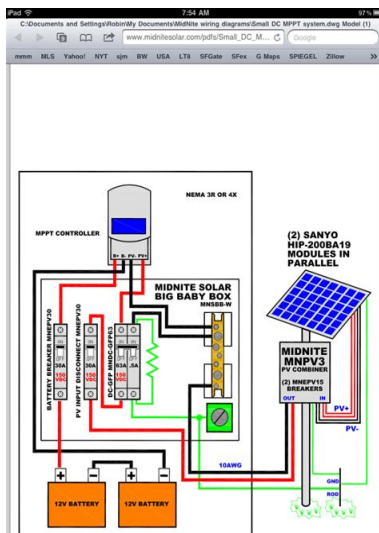 iPad 7:54 AM 97%
C:\Documents and Settings\Robin\My Documents\MidNite wiring diagrams\Small DC MPPT system.dwg Model (1)
www.midnitesolar.com/pdfs/Small_DC_M... Google
mmm MLS Yahoo! NYT sjm BW USA LTII SFGate SFex G Maps SPIEGEL Zillow >>
NEMA 3R OR 4X
MPPT CONTROLLER
B+ B- PV- PV+
(2) SANYO
HIP-200BA19
MODULES IN
PARALLEL
MIDNITE SOLAR
BIG BABY BOX
MNSBB-W
BATTERY BREAKER MNEPV30
PV INPUT DISCONNECT MNEPV30
DC-GFP MNDC-GFP63
30A
150
VDC
30A
150
VDC
63A
.5A
150
VDC
MIDNITE
MNPV3
PV COMBINER
(2) MNEPV15
BREAKERS
OUT IN
PV+
PV-
10AWG
GND
ROD
+ − + −
12V BATTERY
12V BATTERY